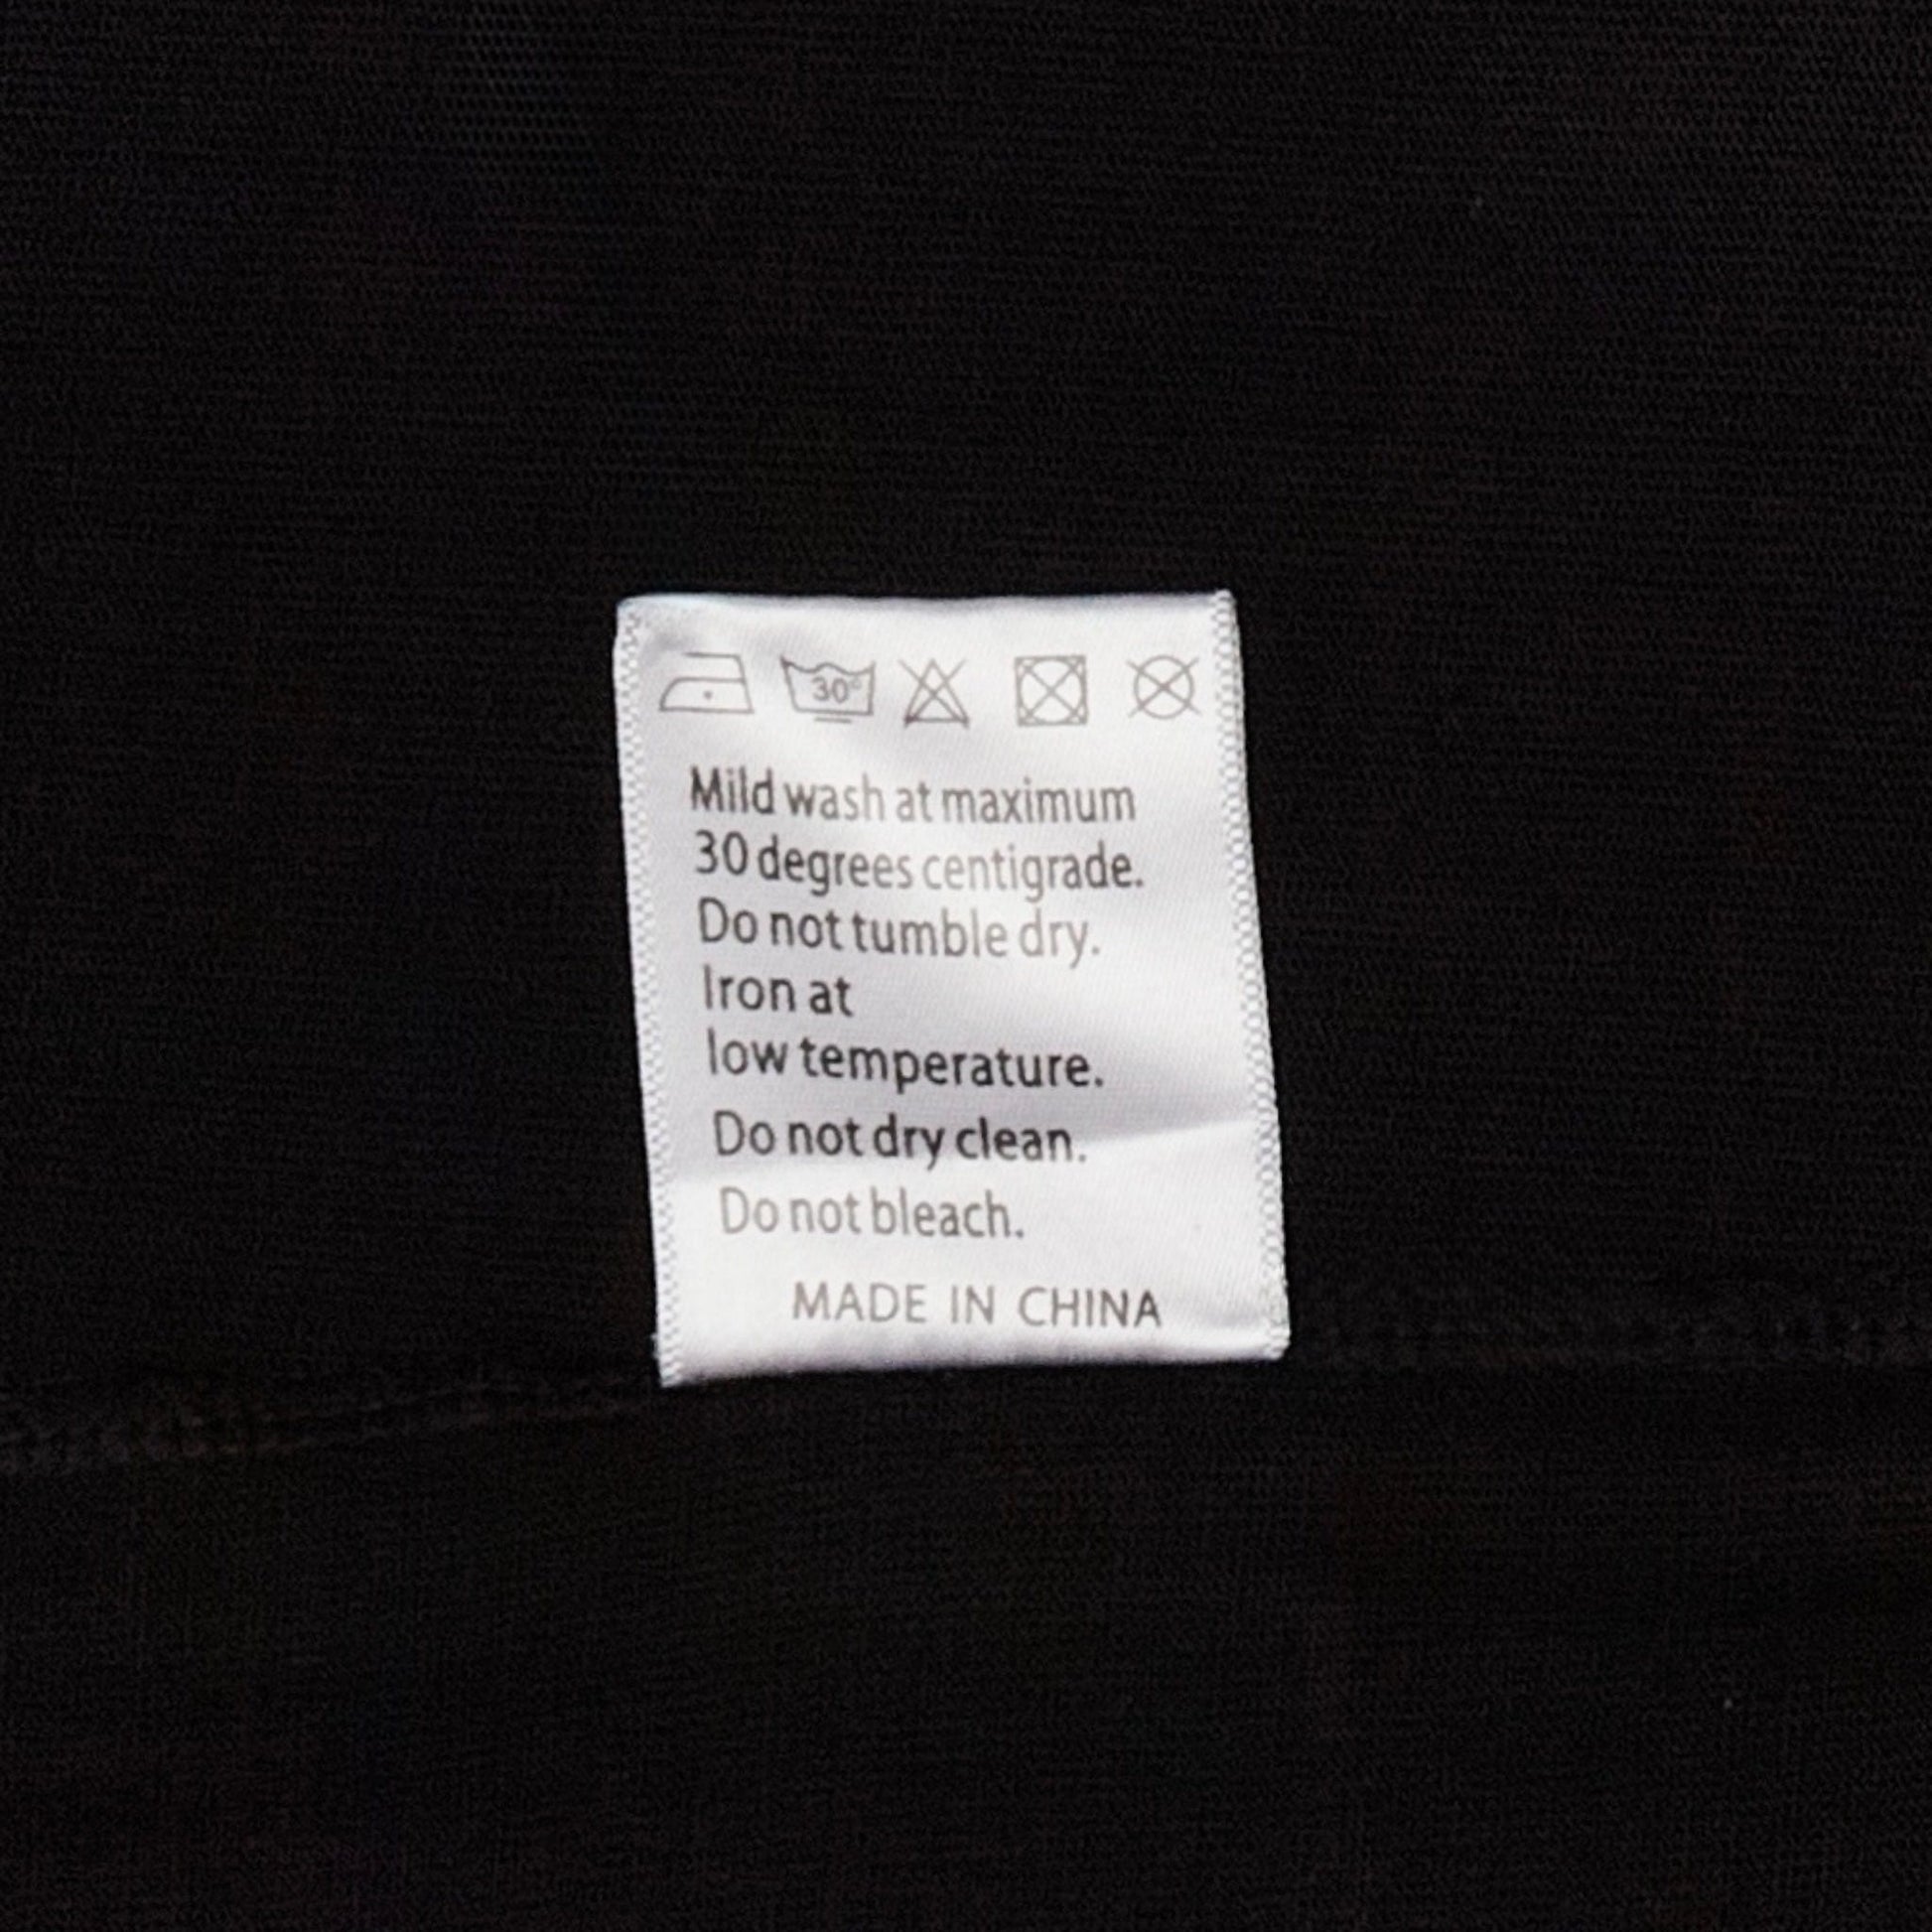 30°
Mild wash at maximum
30 degrees centigrade.
Do not tumble dry.
Iron at
low temperature.
Do not dry clean.
Do not bleach.
MADE IN CHINA